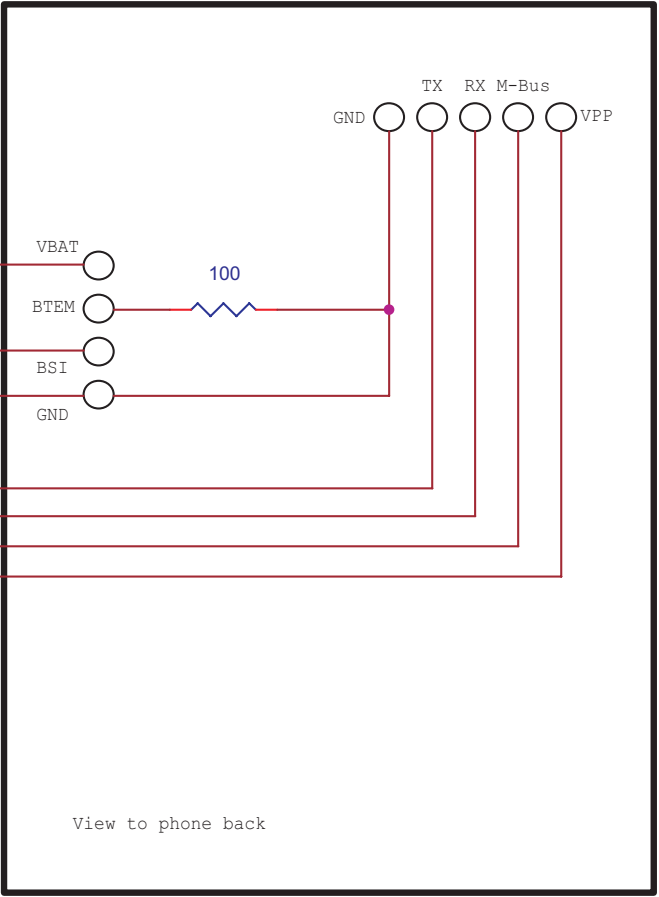 TX RX M-Bus
GND VPP
VBAT
100
BTEM
BSI
GND
View to phone back